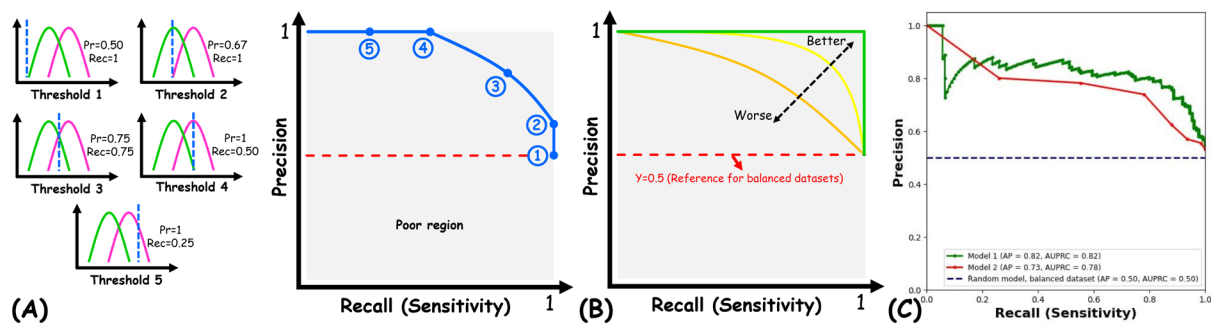 Pr=0.50
Rec=1
Threshold 1
Pr=0.67
Rec=1
Threshold 2
Pr=0.75
Rec=0.75
Threshold 3
Pr=1
Rec=0.50
Threshold 4
Pr=1
Rec=0.25
Threshold 5
(A)
Precision
1
5
4
3
2
1
Poor region
Recall (Sensitivity)
1
(B)
Precision
1
Better
Worse
Y=0.5 (Reference for balanced datasets)
Recall (Sensitivity)
1
(C)
Precision
1.0
0.8
0.6
0.4
0.2
0.0
Model 1 (AP = 0.82, AUPRC = 0.82)
Model 2 (AP = 0.73, AUPRC = 0.78)
Random model, balanced dataset (AP = 0.50, AUPRC = 0.50)
0.0 0.2 0.4 0.6 0.8 1.0
Recall (Sensitivity)